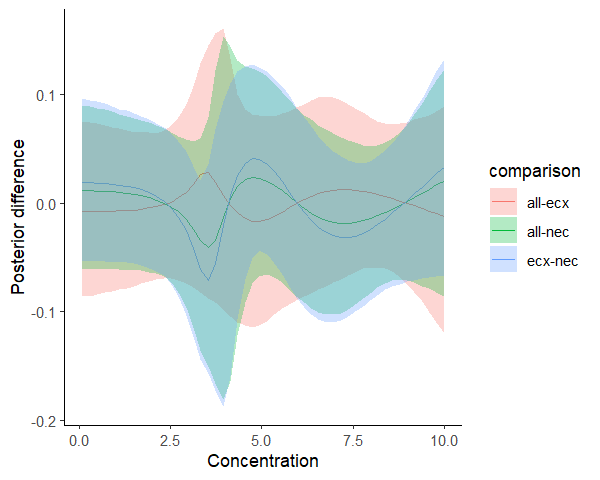 Posterior difference
0.1
0.0
-0.1
-0.2
0.0 2.5 5.0 7.5 10.0
Concentration
comparison
all-ecx
all-nec
ecx-nec